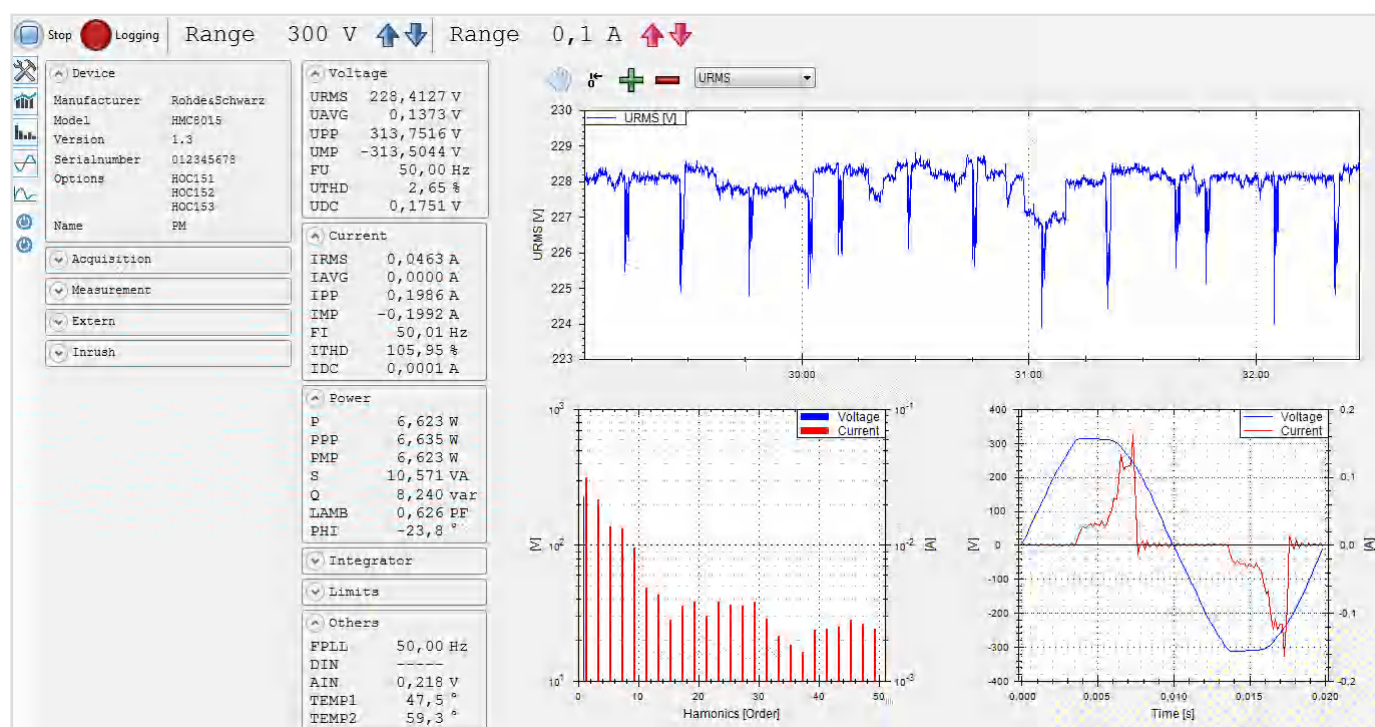 Stop Logging Range 300 V Range 0,1 A
Device
Manufacturer Rohde&Schwarz
Model HMC8015
Version 1.3
Serialnumber 012345678
Options HOC151
HOC152
HOC153
Name PM
Acquisition
Measurement
Extern
Inrush
Voltage
URMS 228,4127 V
UAVG 0,1373 V
UPP 313,7516 V
UMP -313,5044 V
FU 50,00 Hz
UTHD 2,65 %
UDC 0,1751 V
Current
IRMS 0,0463 A
IAVG 0,0000 A
IPP 0,1986 A
IMP -0,1992 A
FI 50,01 Hz
ITHD 105,95 %
IDC 0,0001 A
Power
P 6,623 W
PPP 6,635 W
PMP 6,623 W
S 10,571 VA
Q 8,240 var
LAMB 0,626 PF
PHI -23,8 °
Integrator
Limits
Others
FPLL 50,00 Hz
DIN -----
AIN 0,218 V
TEMP1 47,5 °
TEMP2 59,3 °
0
URMS
URMS [V]
230
229
228
227
226
225
224
223
URMS [V]
30:00 31:00 32:00
Voltage
Current
10³
10²
10¹
[V]
10⁻¹
10⁻²
10⁻³
[A]
0 10 20 30 40 50
Hamonics [Order]
Voltage
Current
400
300
200
100
0
-100
-200
-300
-400
[V]
0,2
0,1
0,0
-0,1
-0,2
[A]
0.000 0.005 0.010 0.015 0.020
Time [s]